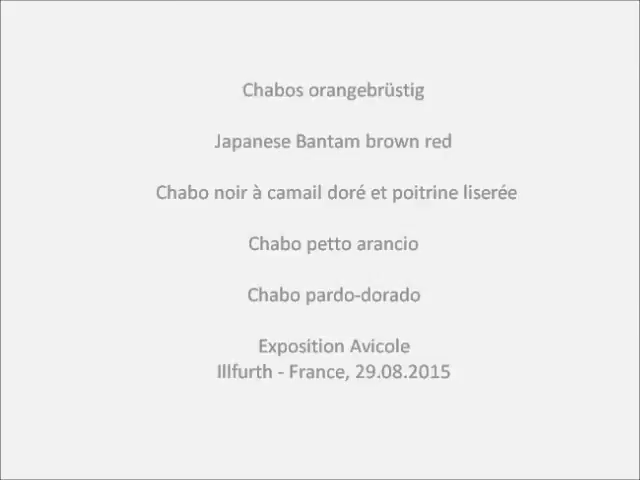 Chabos orangebrüstig
Japanese Bantam brown red
Chabo noir à camail doré et poitrine liserée
Chabo petto arancio
Chabo pardo-dorado
Exposition Avicole
Illfurth - France, 29.08.2015